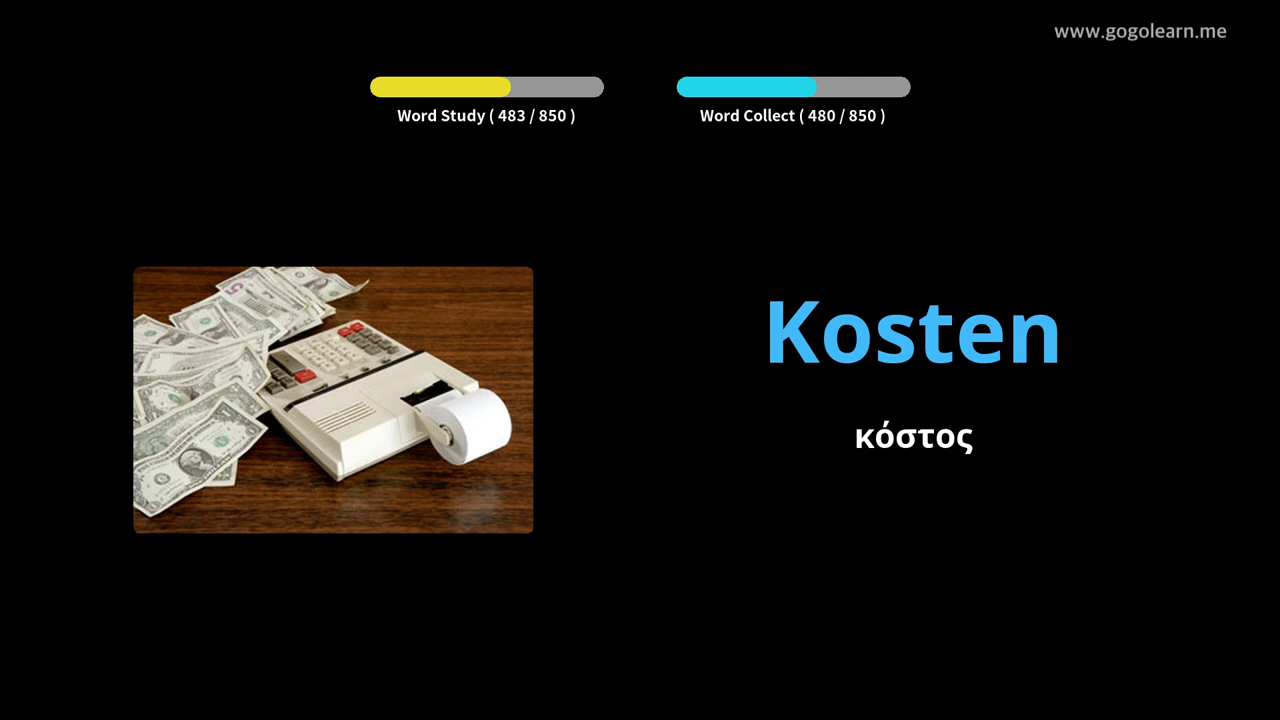 www.gogolearn.me
Word Study ( 483 / 850 )
Word Collect ( 480 / 850 )
Kosten
κόστος